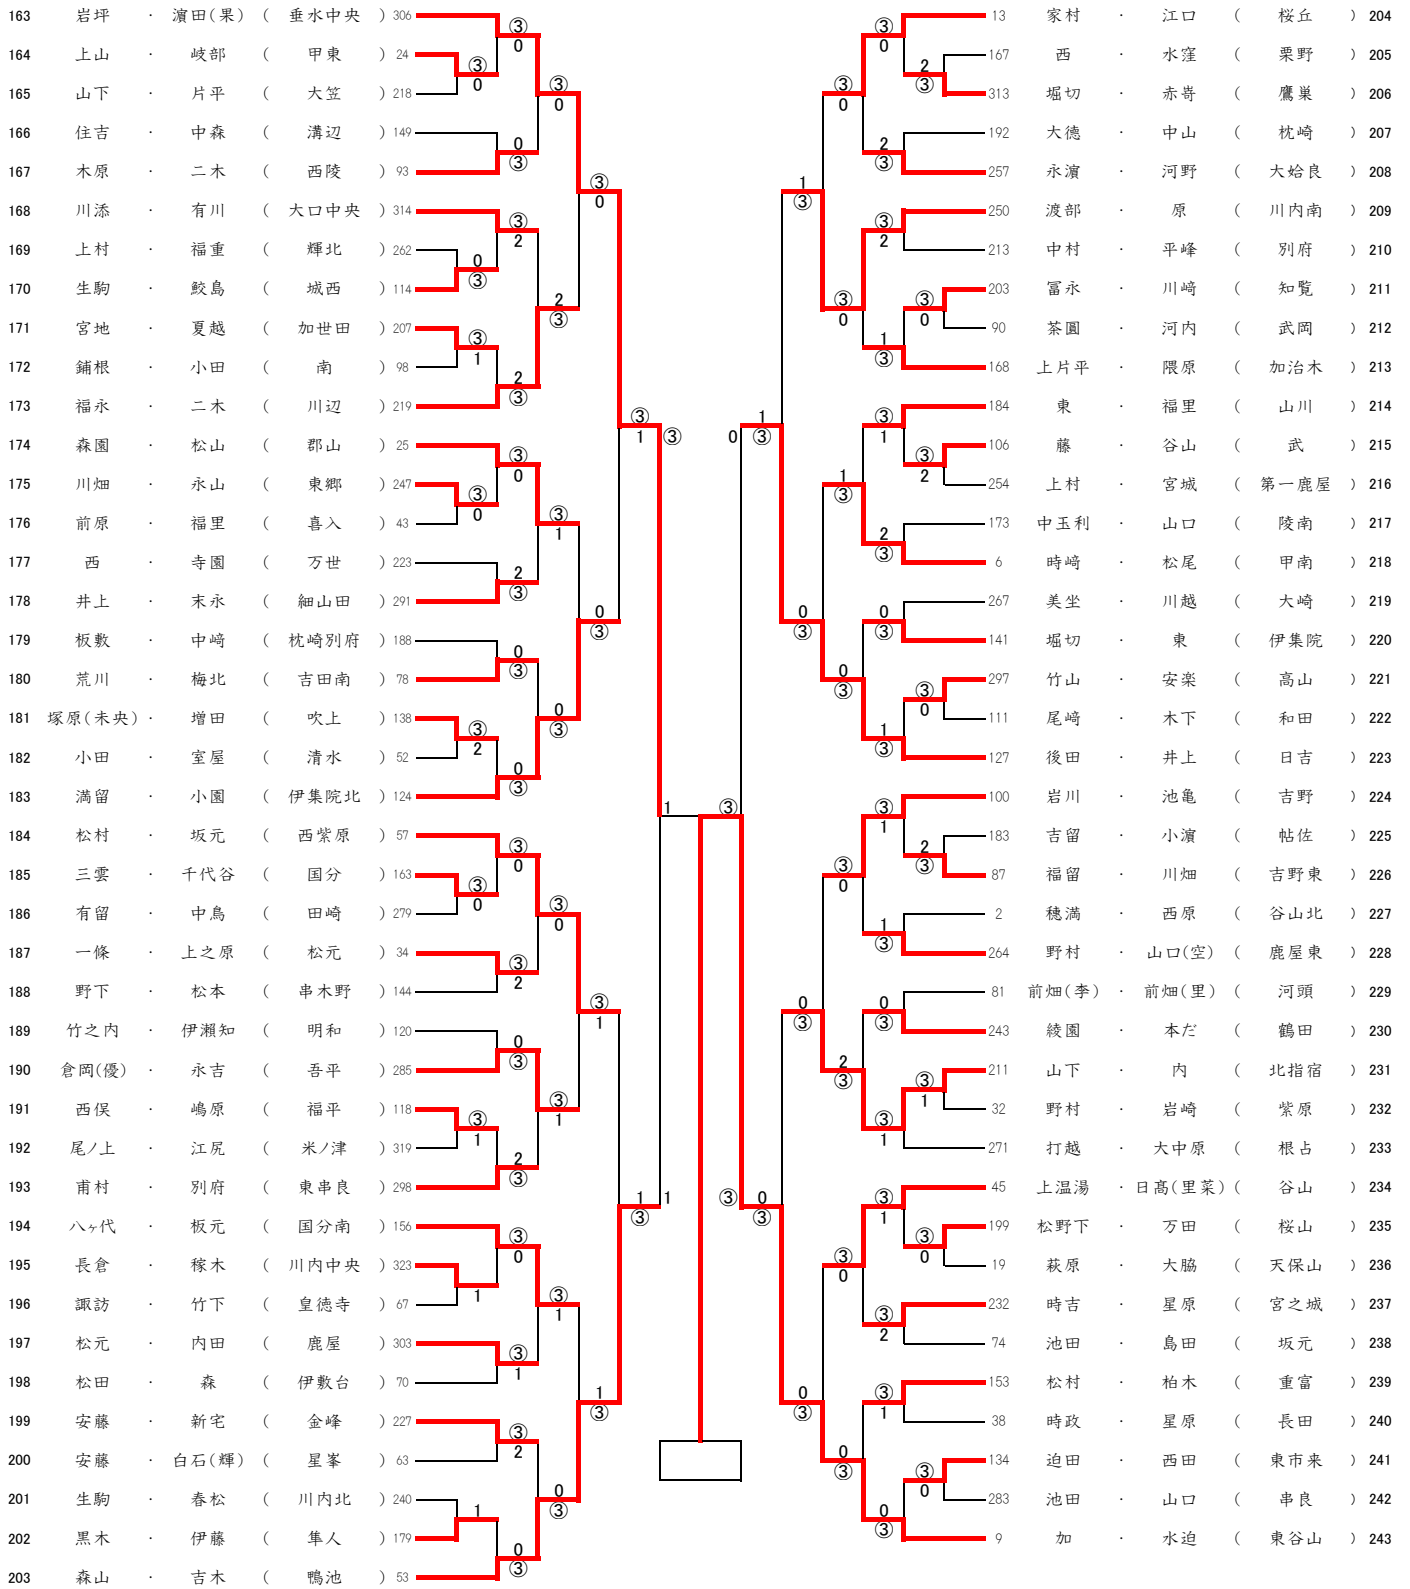 163 岩坪 ・ 濵田(果) ( 垂水中央 ) 306
164 上山 ・ 岐部 ( 甲東 ) 24
165 山下 ・ 片平 ( 大笠 ) 218
166 住吉 ・ 中森 ( 溝辺 ) 149
167 木原 ・ 二木 ( 西陵 ) 93
168 川添 ・ 有川 ( 大口中央 ) 314
169 上村 ・ 福重 ( 輝北 ) 262
170 生駒 ・ 鮫島 ( 城西 ) 114
171 宮地 ・ 夏越 ( 加世田 ) 207
172 鋪根 ・ 小田 ( 南 ) 98
173 福永 ・ 二木 ( 川辺 ) 219
174 森園 ・ 松山 ( 郡山 ) 25
175 川畑 ・ 永山 ( 東郷 ) 247
176 前原 ・ 福里 ( 喜入 ) 43
177 西 ・ 寺園 ( 万世 ) 223
178 井上 ・ 末永 ( 細山田 ) 291
179 板敷 ・ 中﨑 ( 枕崎別府 ) 188
180 荒川 ・ 梅北 ( 吉田南 ) 78
181 塚原(未央) ・ 増田 ( 吹上 ) 138
182 小田 ・ 室屋 ( 清水 ) 52
183 満留 ・ 小園 ( 伊集院北 ) 124
184 松村 ・ 坂元 ( 西紫原 ) 57
185 三雲 ・ 千代谷 ( 国分 ) 163
186 有留 ・ 中鳥 ( 田崎 ) 279
187 一條 ・ 上之原 ( 松元 ) 34
188 野下 ・ 松本 ( 串木野 ) 144
189 竹之内 ・ 伊瀬知 ( 明和 ) 120
190 倉岡(優) ・ 永吉 ( 吾平 ) 285
191 西俣 ・ 嶋原 ( 福平 ) 118
192 尾ノ上 ・ 江尻 ( 米ノ津 ) 319
193 甫村 ・ 別府 ( 東串良 ) 298
194 八ヶ代 ・ 板元 ( 国分南 ) 156
195 長倉 ・ 稼木 ( 川内中央 ) 323
196 諏訪 ・ 竹下 ( 皇徳寺 ) 67
197 松元 ・ 内田 ( 鹿屋 ) 303
198 松田 ・ 森 ( 伊敷台 ) 70
199 安藤 ・ 新宅 ( 金峰 ) 227
200 安藤 ・ 白石(輝) ( 星峯 ) 63
201 生駒 ・ 春松 ( 川内北 ) 240
202 黒木 ・ 伊藤 ( 隼人 ) 179
203 森山 ・ 吉木 ( 鴨池 ) 53
13 家村 ・ 江口 ( 桜丘 ) 204
167 西 ・ 水窪 ( 栗野 ) 205
313 堀切 ・ 赤嵜 ( 鷹巣 ) 206
192 大徳 ・ 中山 ( 枕崎 ) 207
257 永濵 ・ 河野 ( 大姶良 ) 208
250 渡部 ・ 原 ( 川内南 ) 209
213 中村 ・ 平峰 ( 別府 ) 210
203 冨永 ・ 川﨑 ( 知覧 ) 211
90 茶圓 ・ 河内 ( 武岡 ) 212
168 上片平 ・ 隈原 ( 加治木 ) 213
184 東 ・ 福里 ( 山川 ) 214
106 藤 ・ 谷山 ( 武 ) 215
254 上村 ・ 宮城 ( 第一鹿屋 ) 216
173 中玉利 ・ 山口 ( 陵南 ) 217
6 時﨑 ・ 松尾 ( 甲南 ) 218
267 美坐 ・ 川越 ( 大崎 ) 219
141 堀切 ・ 東 ( 伊集院 ) 220
297 竹山 ・ 安楽 ( 高山 ) 221
111 尾﨑 ・ 木下 ( 和田 ) 222
127 後田 ・ 井上 ( 日吉 ) 223
100 岩川 ・ 池亀 ( 吉野 ) 224
183 吉留 ・ 小濵 ( 帖佐 ) 225
87 福留 ・ 川畑 ( 吉野東 ) 226
2 穂満 ・ 西原 ( 谷山北 ) 227
264 野村 ・ 山口(空) ( 鹿屋東 ) 228
81 前畑(李) ・ 前畑(里) ( 河頭 ) 229
243 綾園 ・ 本だ ( 鶴田 ) 230
211 山下 ・ 内 ( 北指宿 ) 231
32 野村 ・ 岩崎 ( 紫原 ) 232
271 打越 ・ 大中原 ( 根占 ) 233
45 上温湯 ・ 日髙(里菜) ( 谷山 ) 234
199 松野下 ・ 万田 ( 桜山 ) 235
19 萩原 ・ 大脇 ( 天保山 ) 236
232 時吉 ・ 星原 ( 宮之城 ) 237
74 池田 ・ 島田 ( 坂元 ) 238
153 松村 ・ 柏木 ( 重富 ) 239
38 時政 ・ 星原 ( 長田 ) 240
134 迫田 ・ 西田 ( 東市来 ) 241
283 池田 ・ 山口 ( 串良 ) 242
9 加 ・ 水迫 ( 東谷山 ) 243